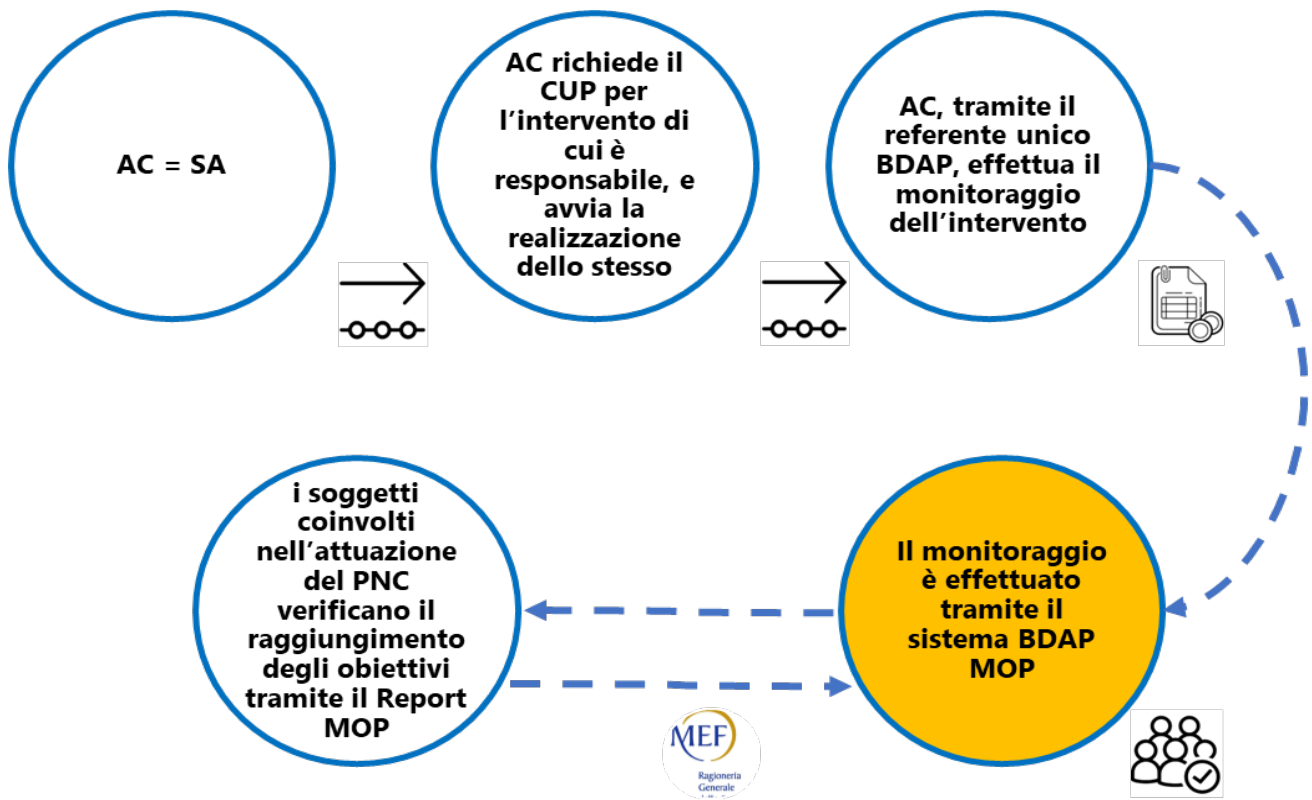 AC = SA
AC richiede il
CUP per
l'intervento di
cui è
responsabile, e
avvia la
realizzazione
dello stesso
AC, tramite il
referente unico
BDAP, effettua il
monitoraggio
dell'intervento
i soggetti
coinvolti
nell'attuazione
del PNC
verificano il
raggiungimento
degli obiettivi
tramite il Report
MOP
Il monitoraggio
è effettuato
tramite il
sistema BDAP
MOP
MEF
Ragioneria
Generale